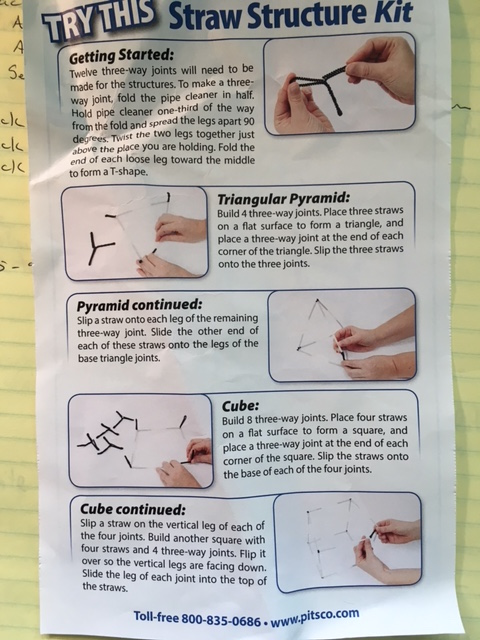 TRY THIS Straw Structure Kit
Getting Started:
Twelve three-way joints will need to be
made for the structures. To make a three-
way joint, fold the pipe cleaner in half.
Hold pipe cleaner one-third of the way
from the fold and spread the legs apart 90
degrees. Twist the two legs together just
above the place you are holding. Fold the
end of each loose leg toward the middle
to form a T-shape.
Triangular Pyramid:
Build 4 three-way joints. Place three straws
on a flat surface to form a triangle, and
place a three-way joint at the end of each
corner of the triangle. Slip the three straws
onto the three joints.
Pyramid continued:
Slip a straw onto each leg of the remaining
three-way joint. Slide the other end of
each of these straws onto the legs of the
base triangle joints.
Cube:
Build 8 three-way joints. Place four straws
on a flat surface to form a square, and
place a three-way joint at the end of each
corner of the square. Slip the straws onto
the base of each of the four joints.
Cube continued:
Slip a straw on the vertical leg of each of
the four joints. Build another square with
four straws and 4 three-way joints. Flip it
over so the vertical legs are facing down.
Slide the leg of each joint into the top of
the straws.
Toll-free 800-835-0686 • www.pitsco.com